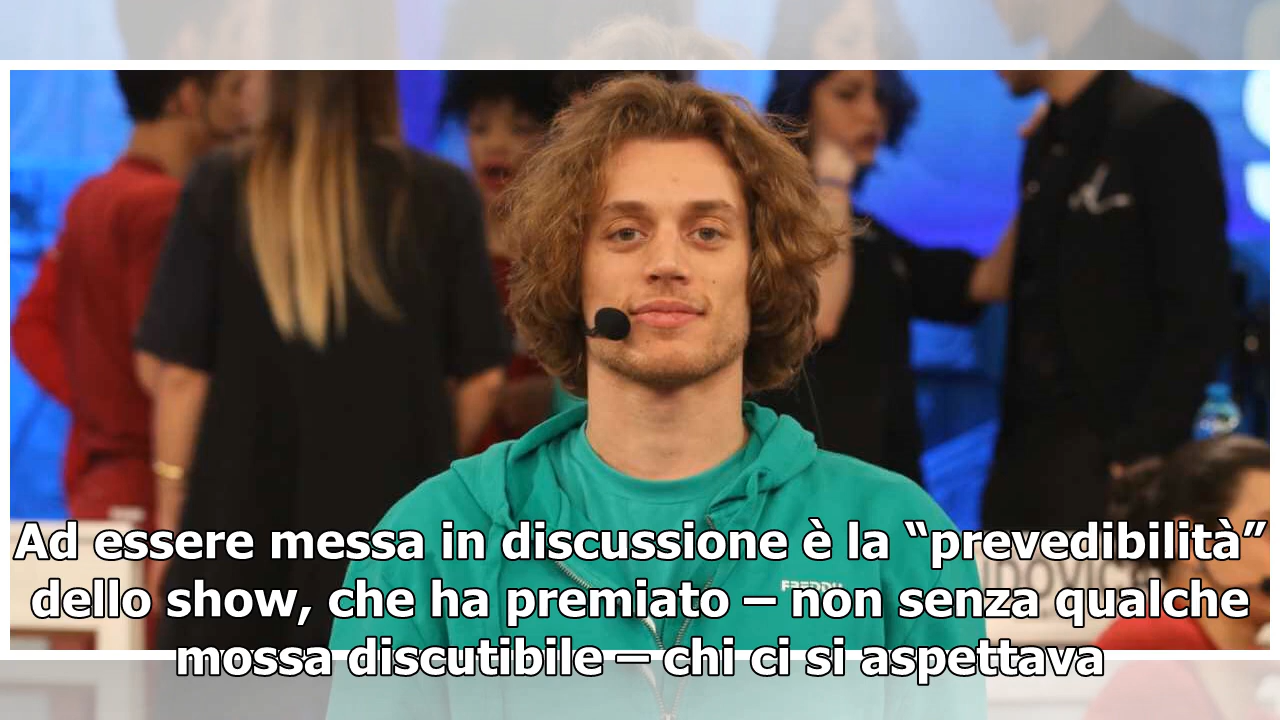 Ad essere messa in discussione è la “prevedibilità”
dello show, che ha premiato – non senza qualche
mossa discutibile – chi ci si aspettava
FREDDY